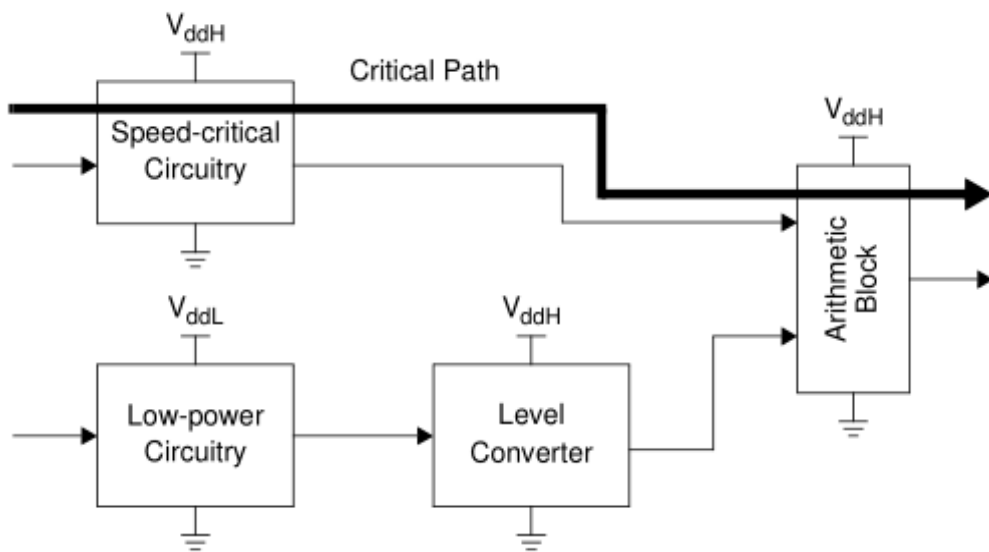 VddH
Critical Path
Speed-critical
Circuitry
VddH
Arithmetic
Block
VddL
VddH
Low-power
Circuitry
Level
Converter